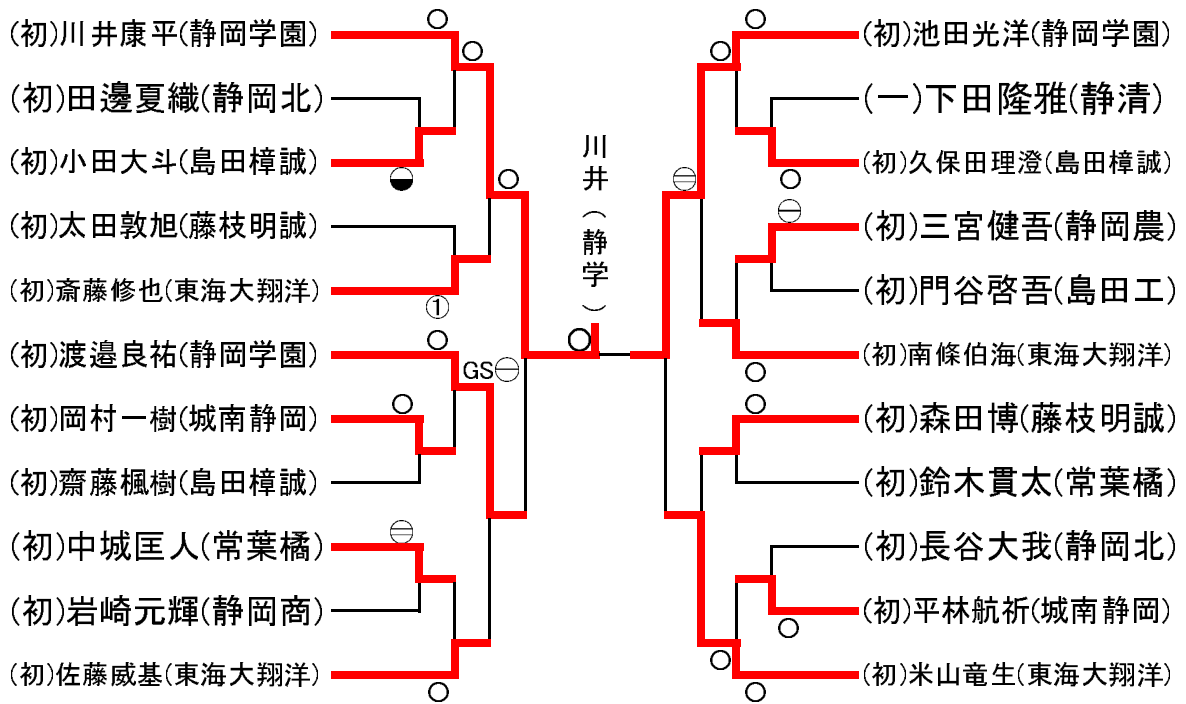 (初)川井康平(静岡学園)
(初)田邊夏織(静岡北)
(初)小田大斗(島田樟誠)
(初)太田敦旭(藤枝明誠)
(初)斎藤修也(東海大翔洋)
①
(初)渡邉良祐(静岡学園)
GS
(初)岡村一樹(城南静岡)
(初)齋藤楓樹(島田樟誠)
(初)中城匡人(常葉橘)
(初)岩崎元輝(静岡商)
(初)佐藤威基(東海大翔洋)
川井(静学)
(初)池田光洋(静岡学園)
(一)下田隆雅(静清)
(初)久保田理澄(島田樟誠)
(初)三宮健吾(静岡農)
(初)門谷啓吾(島田工)
(初)南條伯海(東海大翔洋)
(初)森田博(藤枝明誠)
(初)鈴木貫太(常葉橘)
(初)長谷大我(静岡北)
(初)平林航祈(城南静岡)
(初)米山竜生(東海大翔洋)